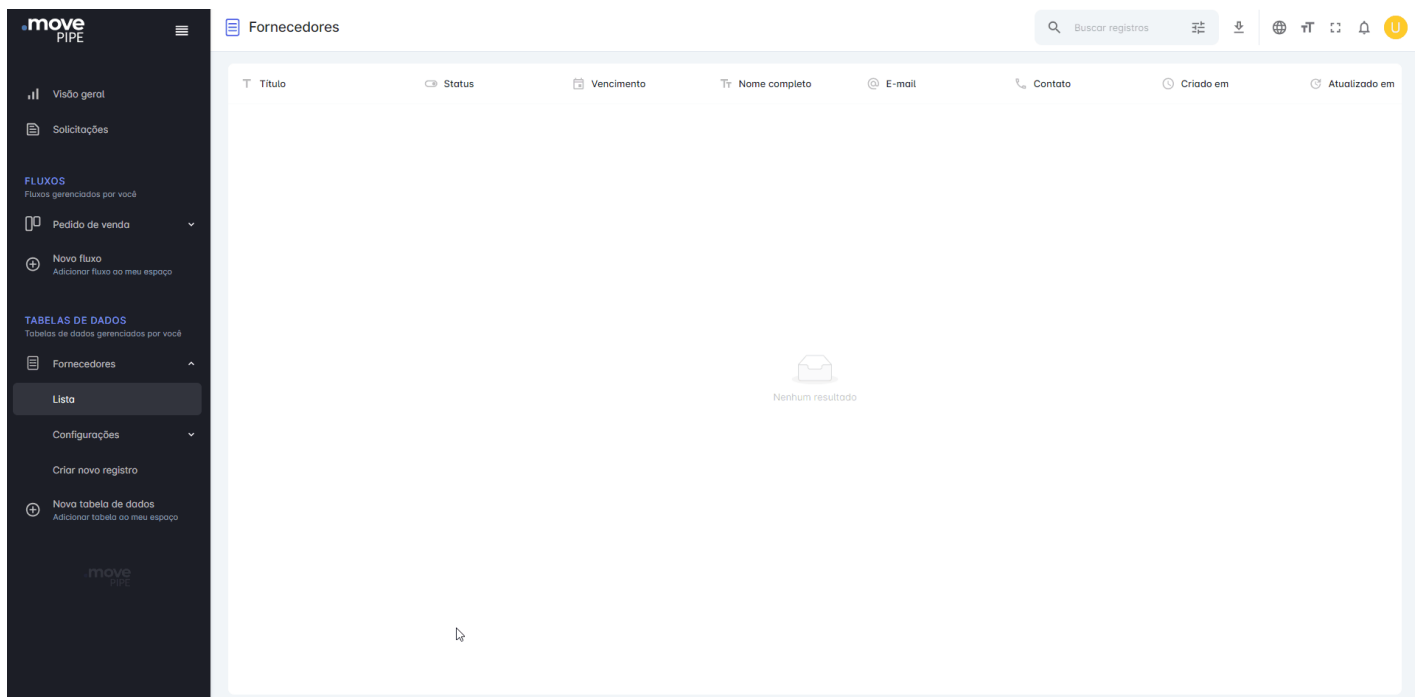 .move
PIPE
Visão geral
Solicitações
FLUXOS
Fluxos gerenciados por você
Pedido de venda
Novo fluxo
Adicionar fluxo ao meu espaço
TABELAS DE DADOS
Tabelas de dados gerenciados por você
Fornecedores
Lista
Configurações
Criar novo registro
Nova tabela de dados
Adicionar tabela ao meu espaço
.move
PIPE
Fornecedores
Buscar registros
U
Título Status Vencimento Nome completo E-mail Contato Criado em Atualizado em
Nenhum resultado